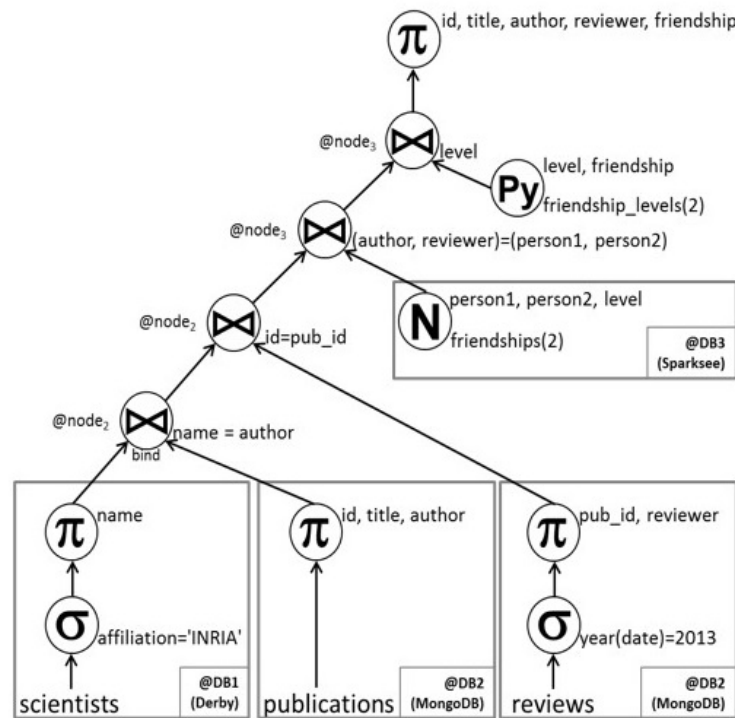 π id, title, author, reviewer, friendship
@node₃ ⋈ level
Py level, friendship
friendship_levels(2)
@node₃ ⋈ (author, reviewer)=(person1, person2)
N person1, person2, level
friendships(2)
@DB3
(Sparksee)
@node₂ ⋈ id=pub_id
@node₂ ⋈ name = author
bind
π name
π id, title, author
π pub_id, reviewer
σ affiliation='INRIA'
σ year(date)=2013
scientists
@DB1
(Derby)
publications
@DB2
(MongoDB)
reviews
@DB2
(MongoDB)